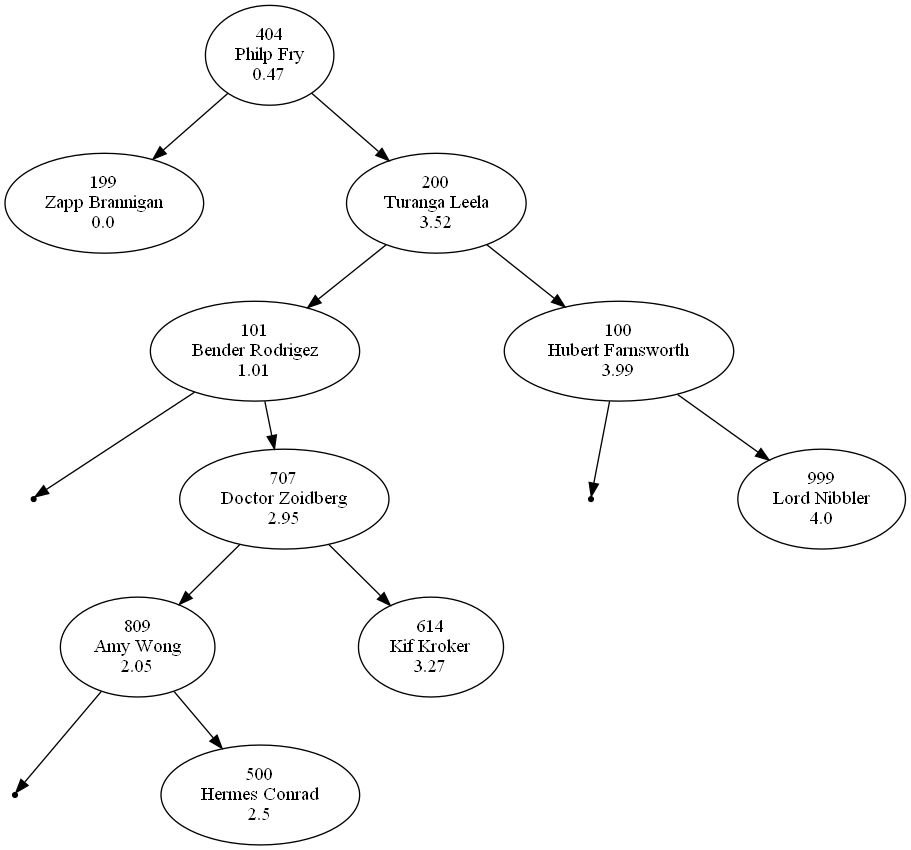 404
Philp Fry
0.47
199
Zapp Brannigan
0.0
200
Turanga Leela
3.52
101
Bender Rodrigez
1.01
100
Hubert Farnsworth
3.99
707
Doctor Zoidberg
2.95
999
Lord Nibbler
4.0
809
Amy Wong
2.05
614
Kif Kroker
3.27
500
Hermes Conrad
2.5